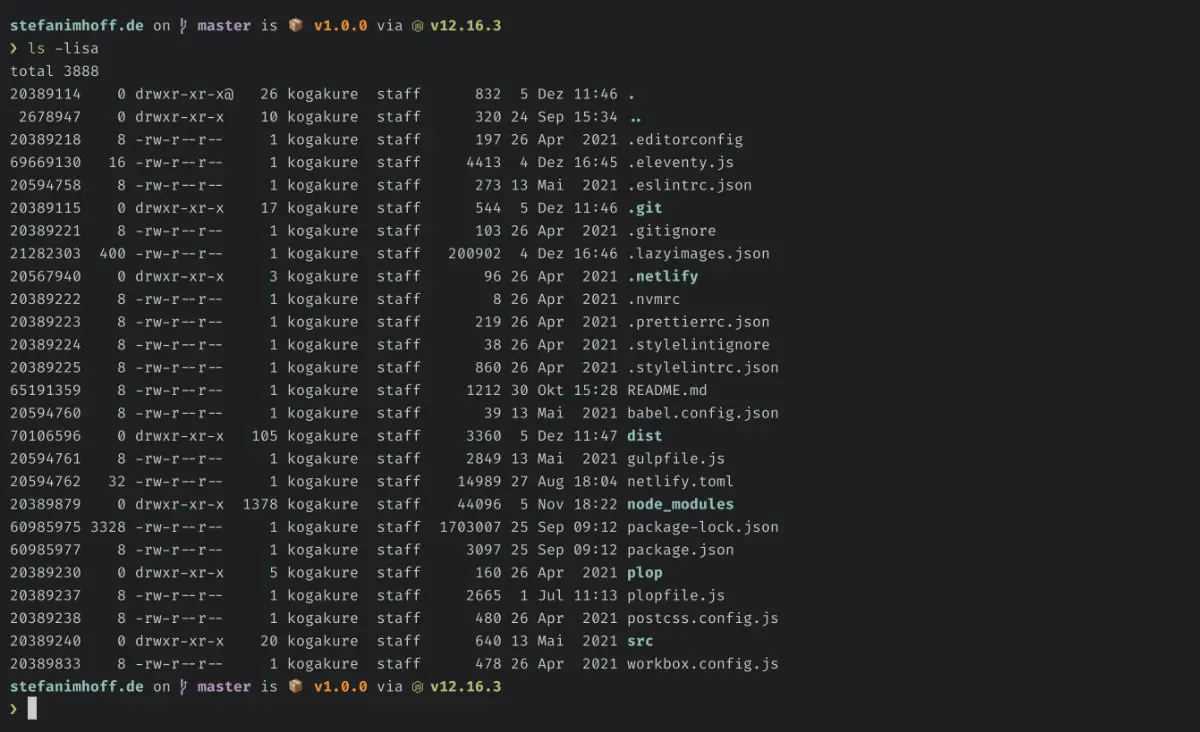 stefanimhoff.de on master is 📦 v1.0.0 via v12.16.3
❯ ls -lisa
total 3888
20389114    0 drwxr-xr-x@   26 kogakure  staff      832  5 Dez 11:46 .
 2678947    0 drwxr-xr-x    10 kogakure  staff      320 24 Sep 15:34 ..
20389218    8 -rw-r--r--     1 kogakure  staff      197 26 Apr  2021 .editorconfig
69669130   16 -rw-r--r--     1 kogakure  staff     4413  4 Dez 16:45 .eleventy.js
20594758    8 -rw-r--r--     1 kogakure  staff      273 13 Mai  2021 .eslintrc.json
20389115    0 drwxr-xr-x    17 kogakure  staff      544  5 Dez 11:46 .git
20389221    8 -rw-r--r--     1 kogakure  staff      103 26 Apr  2021 .gitignore
21282303  400 -rw-r--r--     1 kogakure  staff   200902  4 Dez 16:46 .lazyimages.json
20567940    0 drwxr-xr-x     3 kogakure  staff       96 26 Apr  2021 .netlify
20389222    8 -rw-r--r--     1 kogakure  staff        8 26 Apr  2021 .nvmrc
20389223    8 -rw-r--r--     1 kogakure  staff      219 26 Apr  2021 .prettierrc.json
20389224    8 -rw-r--r--     1 kogakure  staff       38 26 Apr  2021 .stylelintignore
20389225    8 -rw-r--r--     1 kogakure  staff      860 26 Apr  2021 .stylelintrc.json
65191359    8 -rw-r--r--     1 kogakure  staff     1212 30 Okt 15:28 README.md
20594760    8 -rw-r--r--     1 kogakure  staff       39 13 Mai  2021 babel.config.json
70106596    0 drwxr-xr-x   105 kogakure  staff     3360  5 Dez 11:47 dist
20594761    8 -rw-r--r--     1 kogakure  staff     2849 13 Mai  2021 gulpfile.js
20594762   32 -rw-r--r--     1 kogakure  staff    14989 27 Aug 18:04 netlify.toml
20389879    0 drwxr-xr-x  1378 kogakure  staff    44096  5 Nov 18:22 node_modules
60985975 3328 -rw-r--r--     1 kogakure  staff  1703007 25 Sep 09:12 package-lock.json
60985977    8 -rw-r--r--     1 kogakure  staff     3097 25 Sep 09:12 package.json
20389230    0 drwxr-xr-x     5 kogakure  staff      160 26 Apr  2021 plop
20389237    8 -rw-r--r--     1 kogakure  staff     2665  1 Jul 11:13 plopfile.js
20389238    8 -rw-r--r--     1 kogakure  staff      480 26 Apr  2021 postcss.config.js
20389240    0 drwxr-xr-x    20 kogakure  staff      640 13 Mai  2021 src
20389833    8 -rw-r--r--     1 kogakure  staff      478 26 Apr  2021 workbox.config.js
stefanimhoff.de on master is 📦 v1.0.0 via v12.16.3
❯